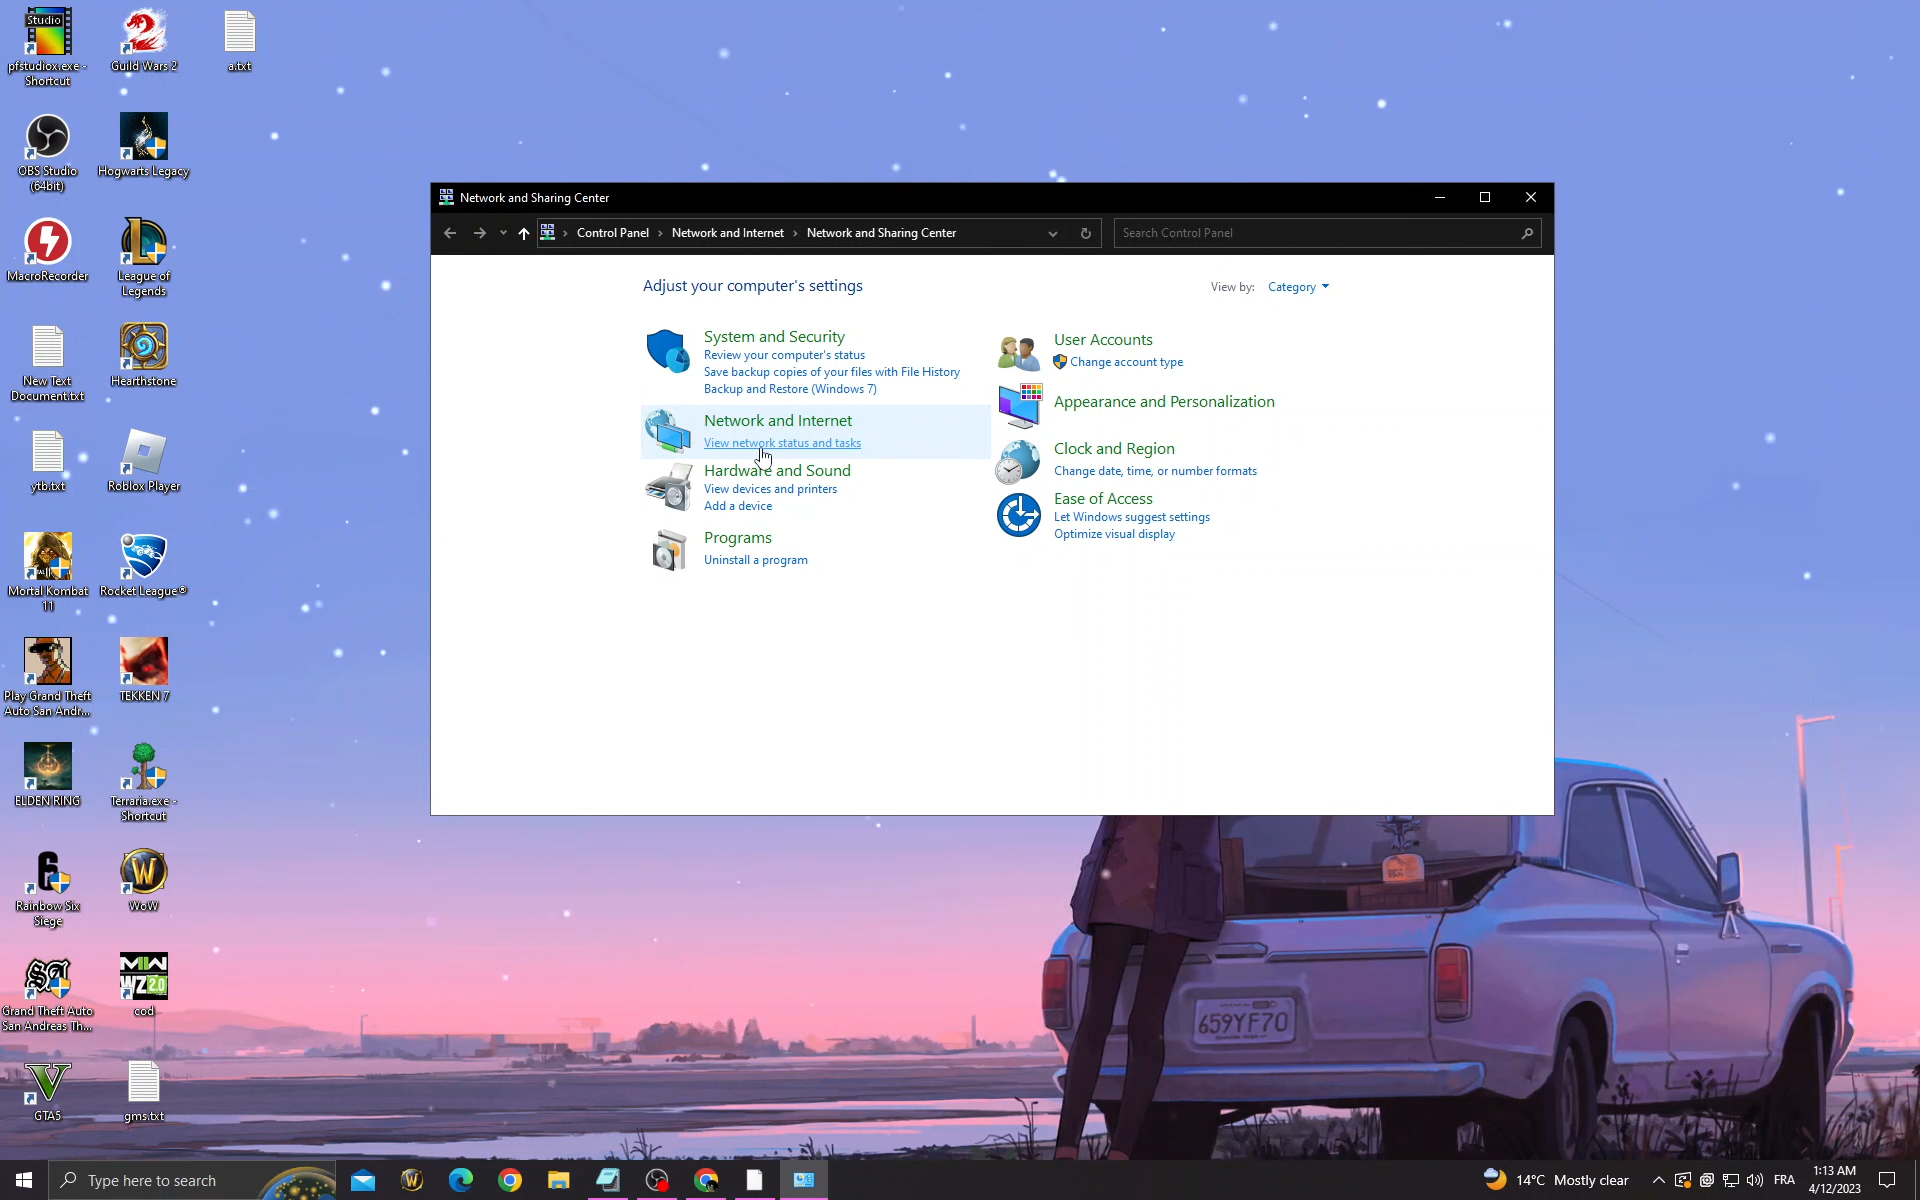 Studio
pfstudiox.exe -
Shortcut
Guild Wars 2
a.txt
OBS Studio
(64bit)
Hogwarts Legacy
MacroRecorder
League of
Legends
New Text
Document.txt
Hearthstone
ytb.txt
Roblox Player
Mortal Kombat
11
Rocket League®
Play Grand Theft
Auto San Andr...
TEKKEN 7
ELDEN RING
Terraria.exe -
Shortcut
Rainbow Six
Siege
WoW
Grand Theft Auto
San Andreas Th...
MW
WZ 2.0
cod
GTA5
gms.txt
Network and Sharing Center
Control Panel
Network and Internet
Network and Sharing Center
Search Control Panel
Adjust your computer's settings
View by: Category
System and Security
Review your computer's status
Save backup copies of your files with File History
Backup and Restore (Windows 7)
Network and Internet
View network status and tasks
Hardware and Sound
View devices and printers
Add a device
Programs
Uninstall a program
User Accounts
Change account type
Appearance and Personalization
Clock and Region
Change date, time, or number formats
Ease of Access
Let Windows suggest settings
Optimize visual display
659YF70
Type here to search
14°C Mostly clear
FRA
1:13 AM
4/12/2023